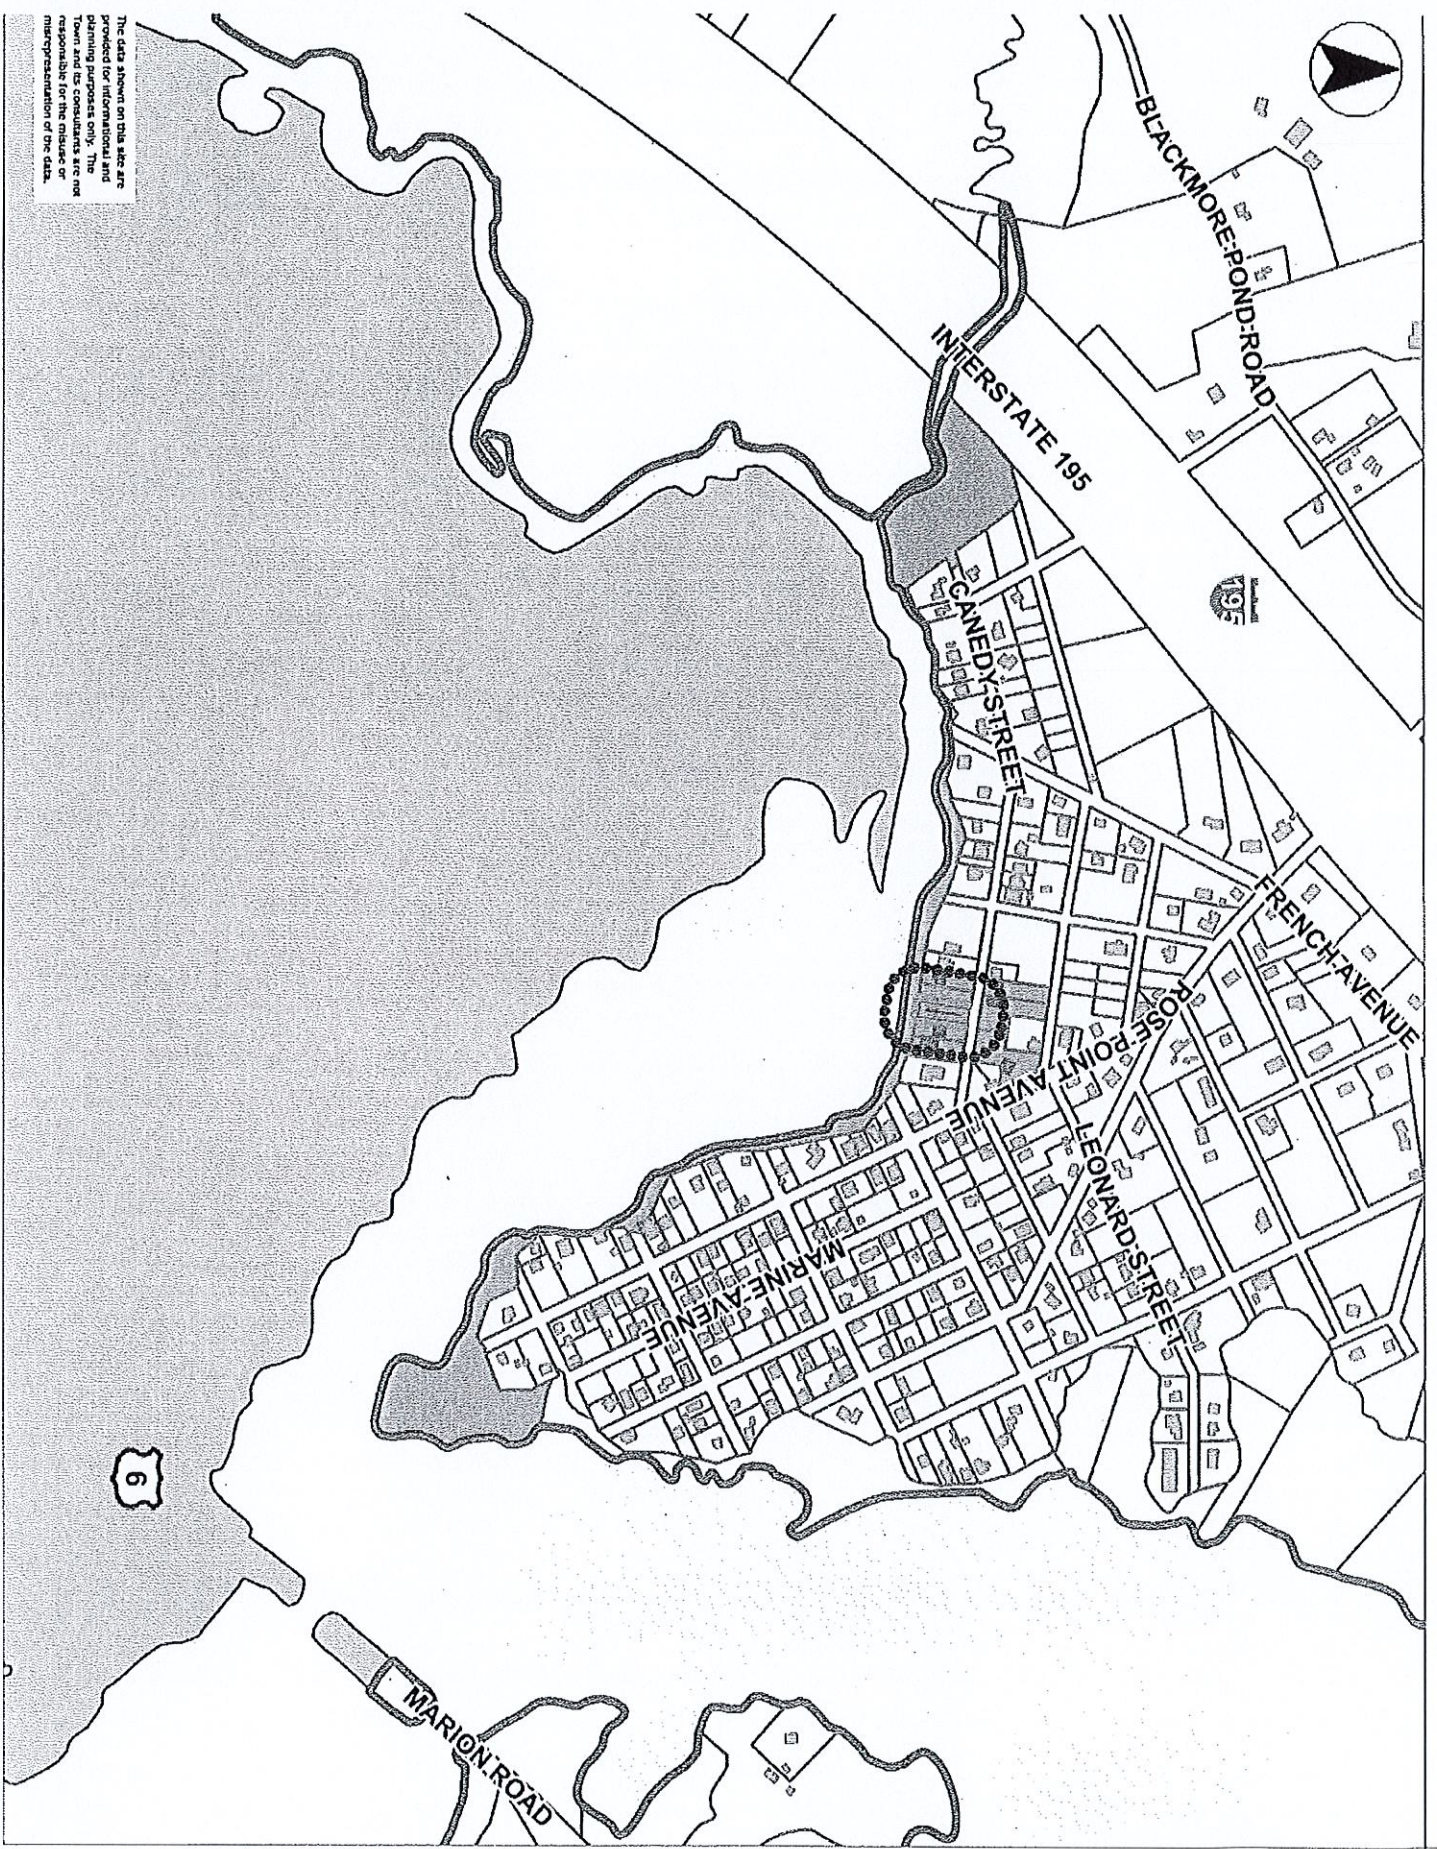 BLACKMORE POND ROAD
INTERSTATE 195
195
CANEDY STREET
FRENCH AVENUE
ROSE POINT AVENUE
LEONARD STREET
MARINE AVENUE
6
MARION ROAD
The data shown on this site are
provided for informational and
planning purposes only. The
Town and its consultants are not
responsible for the misuse or
misrepresentation of the data.